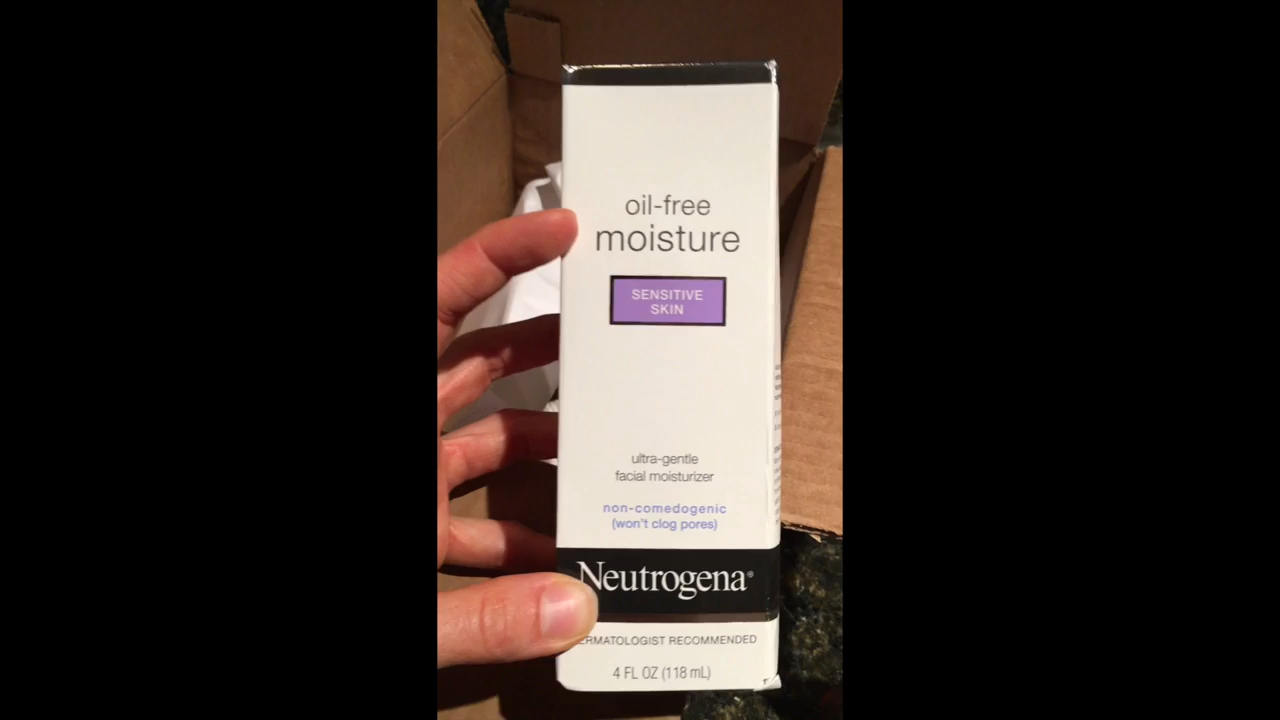 oil-free
moisture
SENSITIVE
SKIN
ultra-gentle
facial moisturizer
non-comedogenic
(won't clog pores)
Neutrogena®
ERMATOLOGIST RECOMMENDED
4 FL OZ (118 mL)